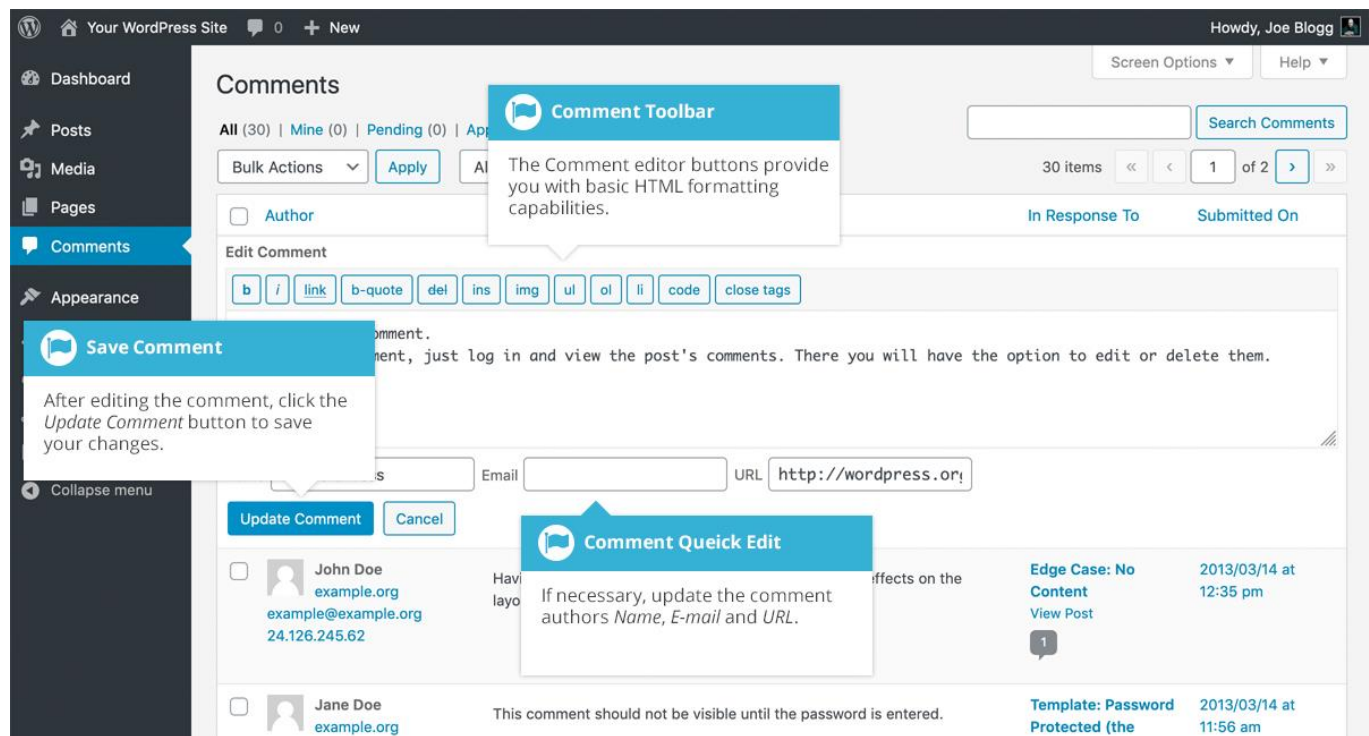 Your WordPress Site 0 + New Howdy, Joe Blogg
Screen Options Help
Dashboard
Posts
Media
Pages
Comments
Appearance
Collapse menu
Comments
All (30) | Mine (0) | Pending (0) |
Search Comments
Bulk Actions Apply
30 items « ‹ 1 of 2 › »
Author In Response To Submitted On
Comment Toolbar
The Comment editor buttons provide
you with basic HTML formatting
capabilities.
Edit Comment
b i link b-quote del ins img ul ol li code close tags
just log in and view the post's comments. There you will have the option to edit or delete them.
Save Comment
After editing the comment, click the
Update Comment button to save
your changes.
Email URL http://wordpress.org
Update Comment Cancel
Comment Queick Edit
If necessary, update the comment
authors Name, E-mail and URL.
John Doe
example.org
example@example.org
24.126.245.62
on the
Edge Case: No
Content
View Post
1
2013/03/14 at
12:35 pm
Jane Doe
example.org
This comment should not be visible until the password is entered.
Template: Password
Protected (the
2013/03/14 at
11:56 am